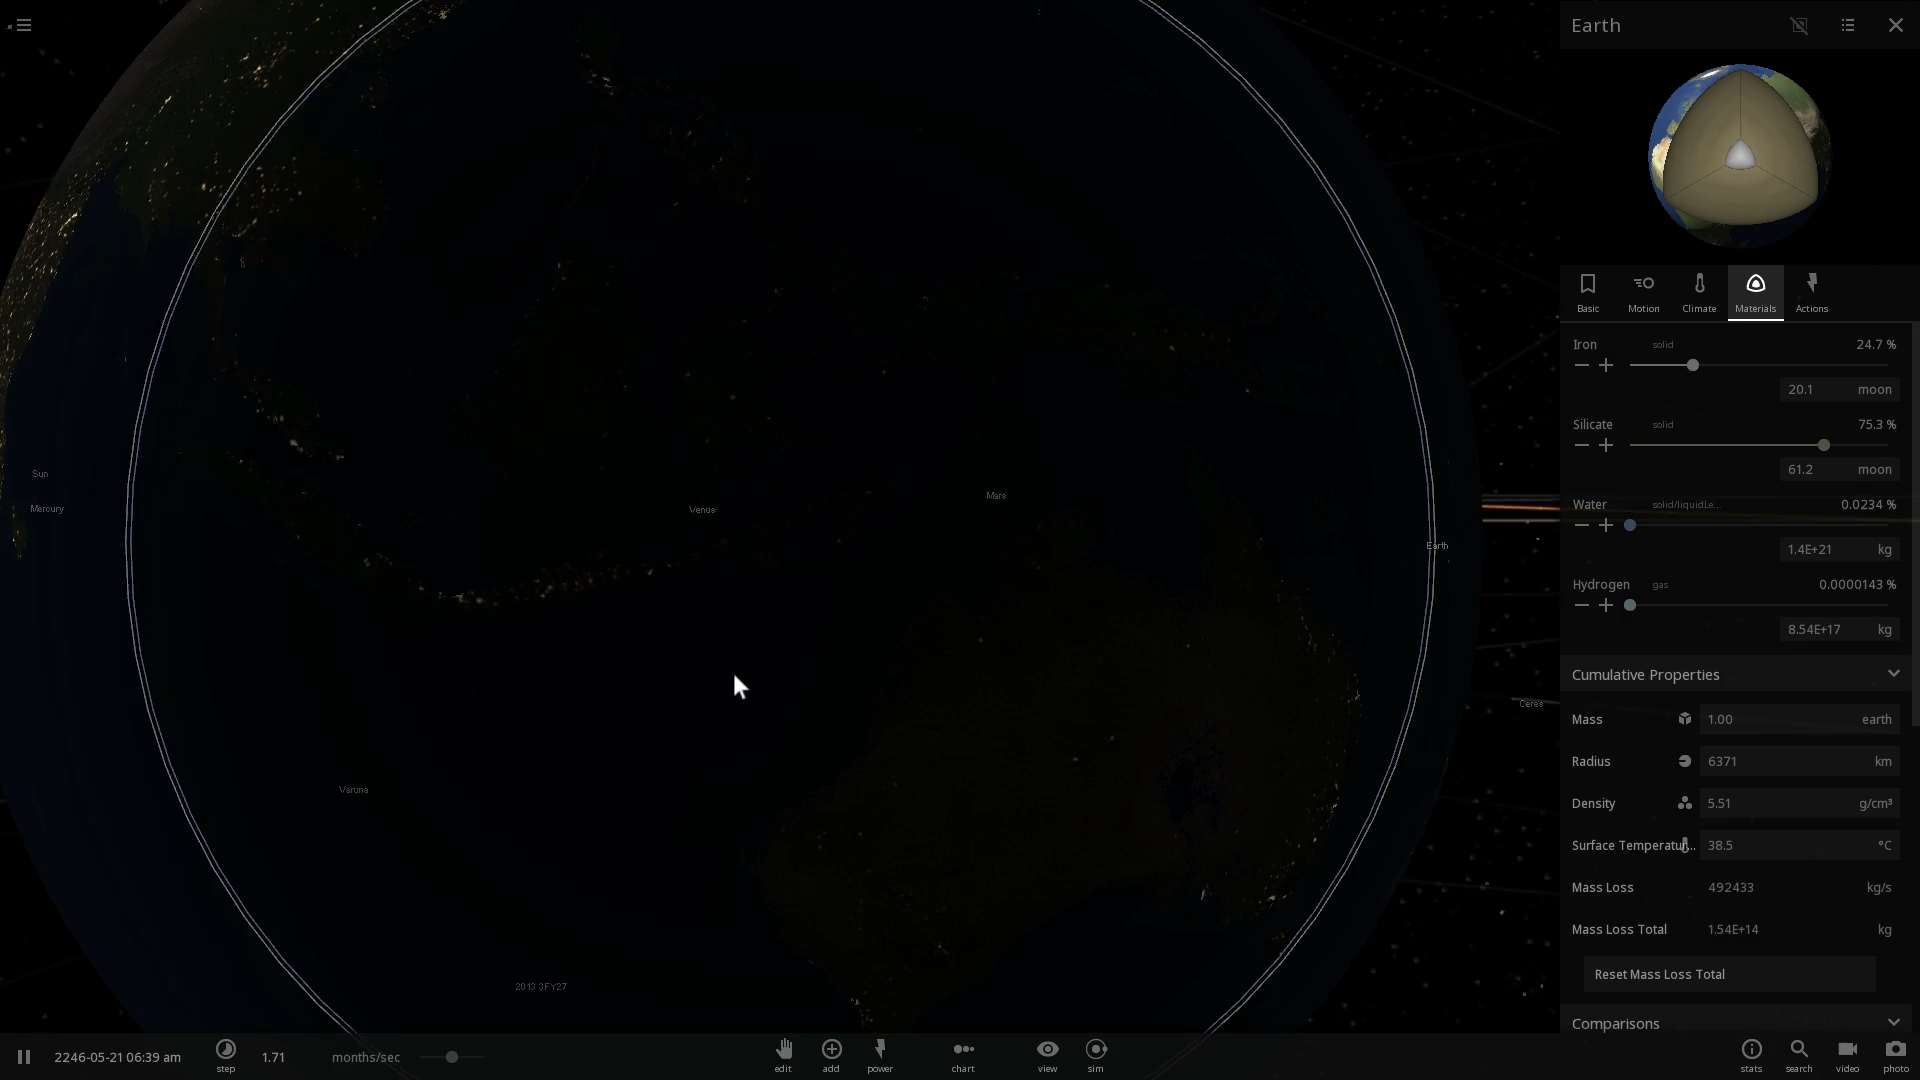 Earth
Basic
Motion
Climate
Materials
Actions
Iron solid 24.7 %
20.1 moon
Silicate solid 75.3 %
61.2 moon
Water solid/liquidLe... 0.0234 %
1.4E+21 kg
Hydrogen gas 0.0000143 %
8.54E+17 kg
Cumulative Properties
Mass 1.00 earth
Radius 6371 km
Density 5.51 g/cm³
Surface Temperatur... 38.5 °C
Mass Loss 492433 kg/s
Mass Loss Total 1.54E+14 kg
Reset Mass Loss Total
Comparisons
Sun
Mercury
Venus
Mars
Earth
Ceres
Varuna
2013 3FY27
2246-05-21 06:39 am
step
1.71 months/sec
edit
add
power
chart
view
sim
stats
search
video
photo